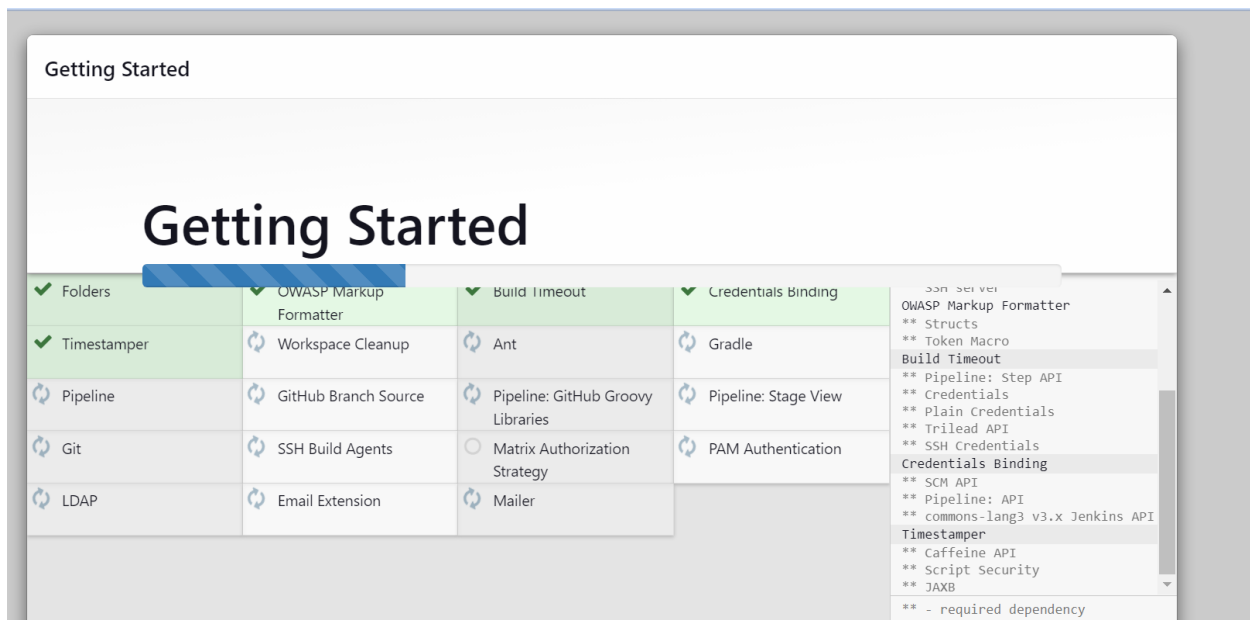 Getting Started
Getting Started
Folders
OWASP Markup
Formatter
Build Timeout
Credentials Binding
Timestamper
Workspace Cleanup
Ant
Gradle
Pipeline
GitHub Branch Source
Pipeline: GitHub Groovy
Libraries
Pipeline: Stage View
Git
SSH Build Agents
Matrix Authorization
Strategy
PAM Authentication
LDAP
Email Extension
Mailer
SSH server
OWASP Markup Formatter
** Structs
** Token Macro
Build Timeout
** Pipeline: Step API
** Credentials
** Plain Credentials
** Trilead API
** SSH Credentials
Credentials Binding
** SCM API
** Pipeline: API
** commons-lang3 v3.x Jenkins API
Timestamper
** Caffeine API
** Script Security
** JAXB
** - required dependency